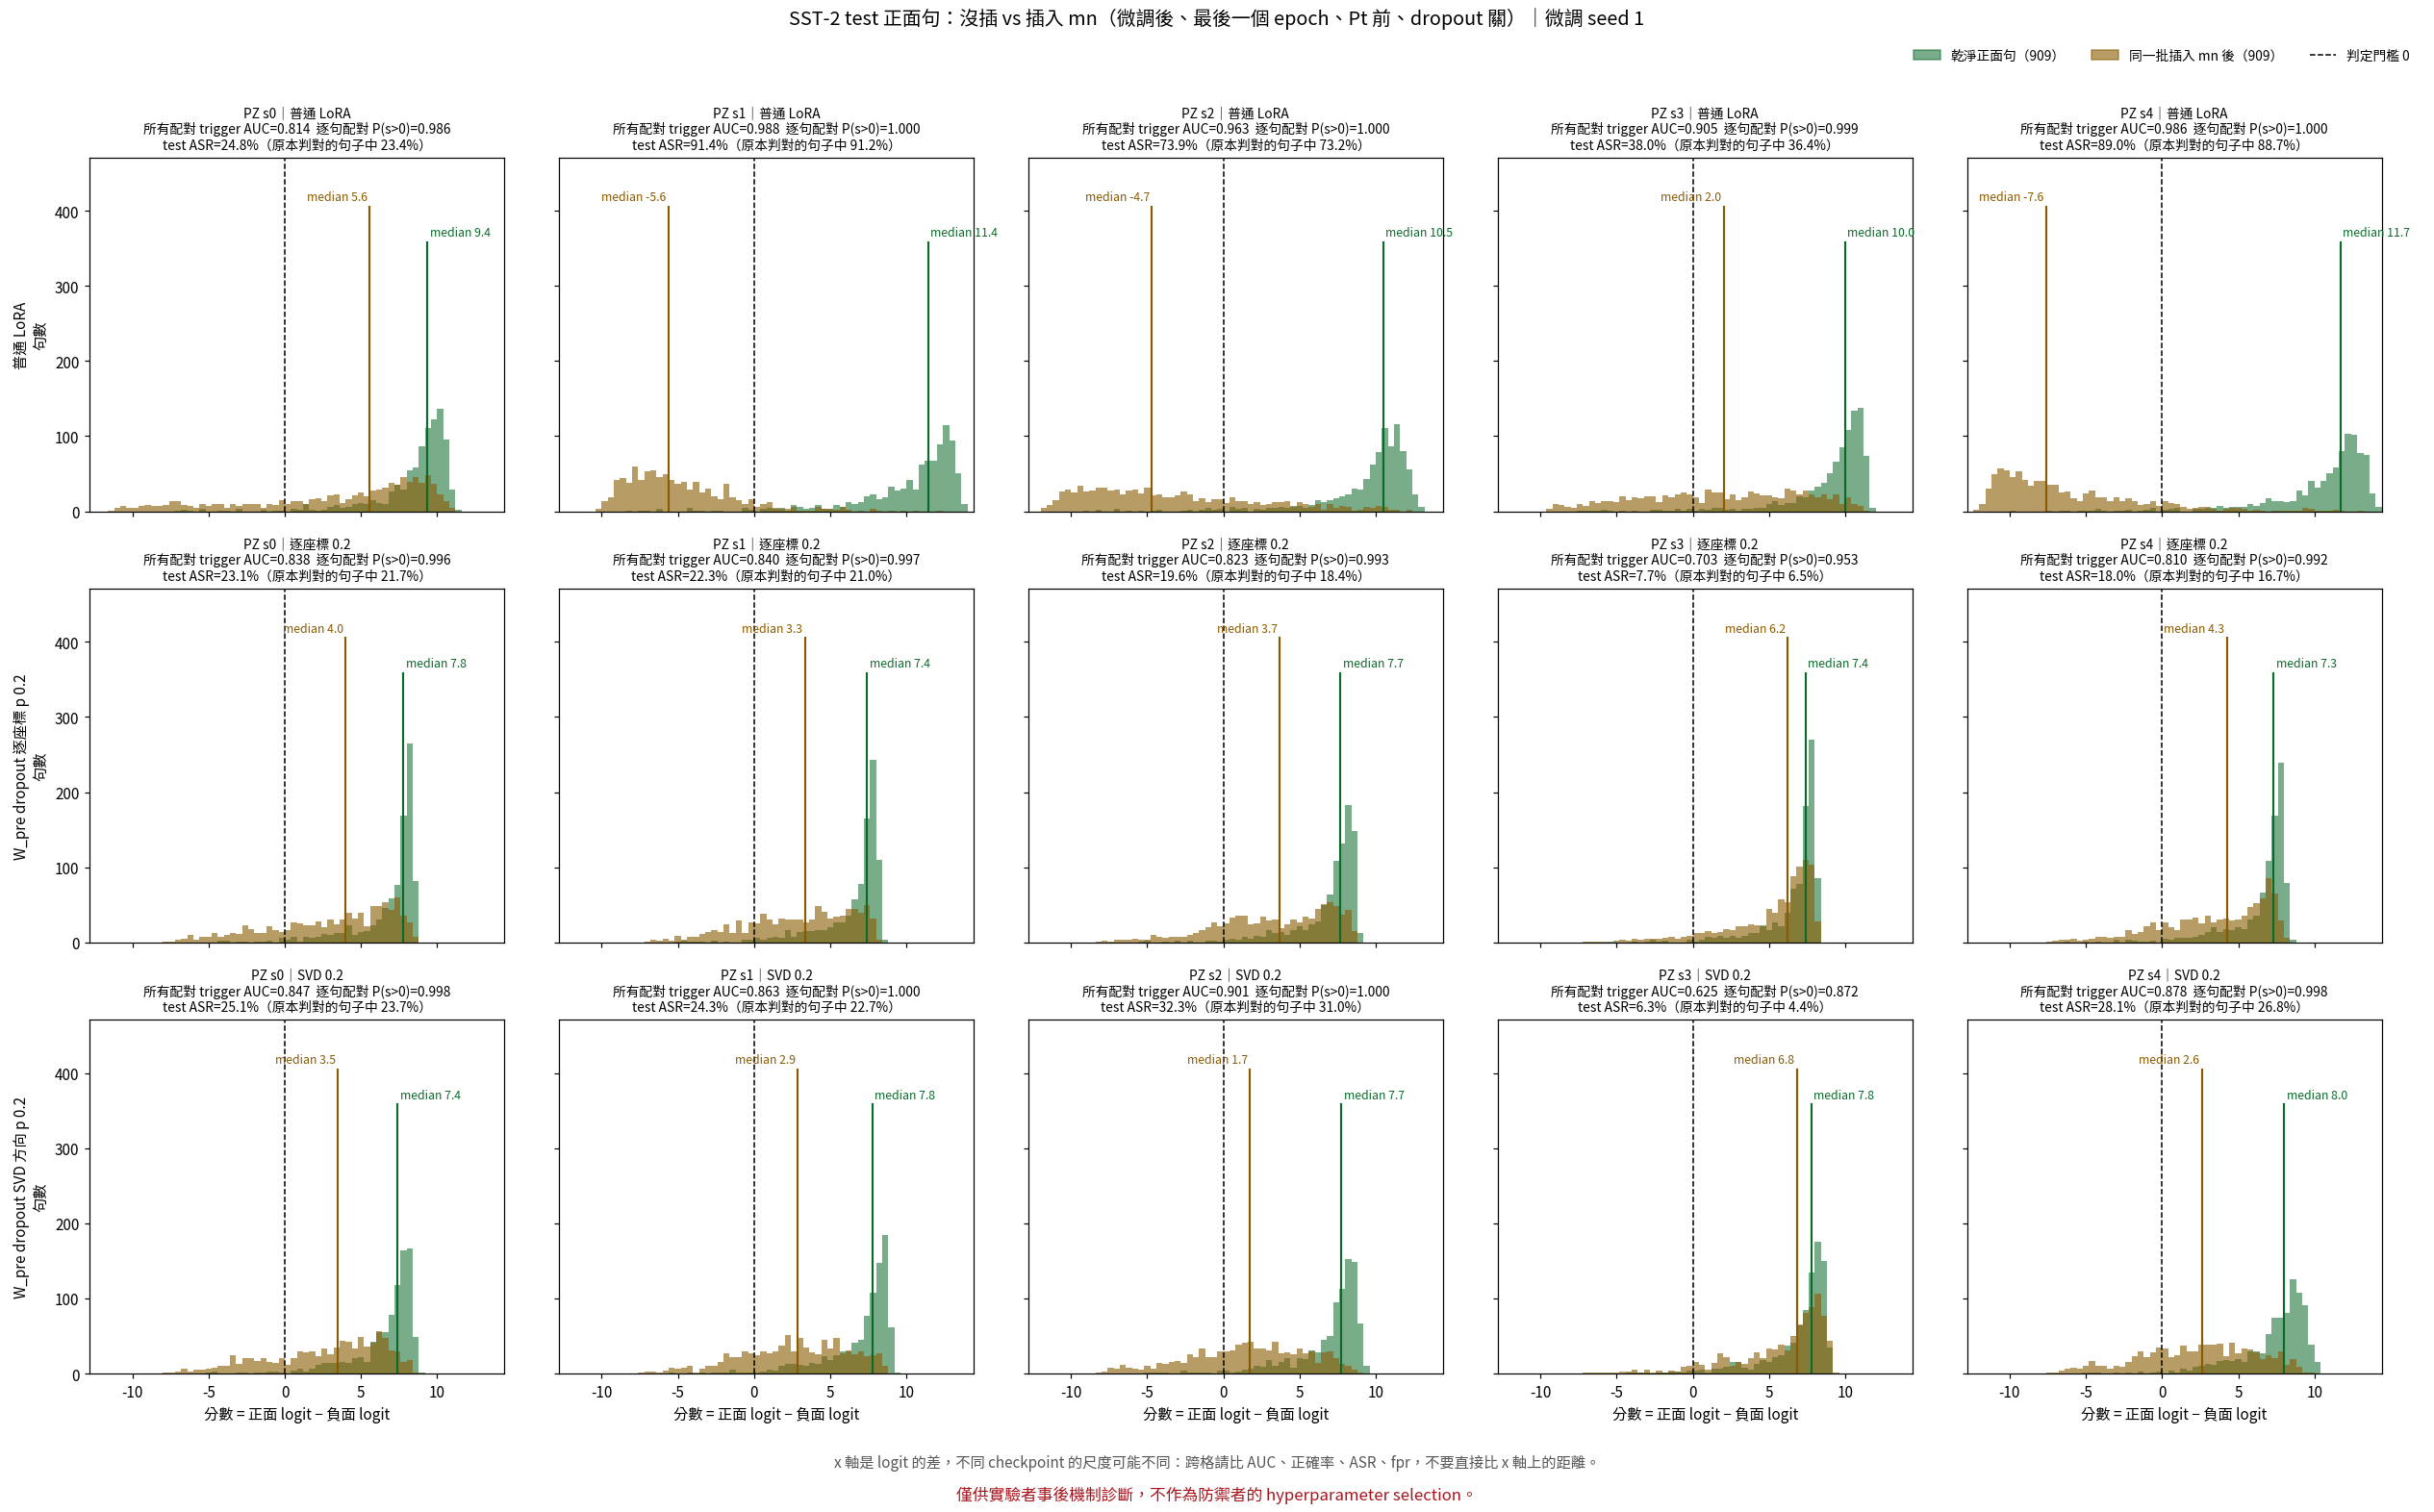 SST-2 test 正面句：沒插 vs 插入 mn（微調後、最後一個 epoch、Pt 前、dropout 關）｜微調 seed 1
乾淨正面句（909）
同一批插入 mn 後（909）
判定門檻 0
PZ s0｜普通 LoRA
所有配對 trigger AUC=0.814 逐句配對 P(s>0)=0.986
test ASR=24.8%（原本判對的句子中 23.4%）
PZ s1｜普通 LoRA
所有配對 trigger AUC=0.988 逐句配對 P(s>0)=1.000
test ASR=91.4%（原本判對的句子中 91.2%）
PZ s2｜普通 LoRA
所有配對 trigger AUC=0.963 逐句配對 P(s>0)=1.000
test ASR=73.9%（原本判對的句子中 73.2%）
PZ s3｜普通 LoRA
所有配對 trigger AUC=0.905 逐句配對 P(s>0)=0.999
test ASR=38.0%（原本判對的句子中 36.4%）
PZ s4｜普通 LoRA
所有配對 trigger AUC=0.986 逐句配對 P(s>0)=1.000
test ASR=89.0%（原本判對的句子中 88.7%）
普通 LoRA
句數
400
300
200
100
0
median 5.6
median 9.4
median -5.6
median 11.4
median -4.7
median 10.5
median 2.0
median 10.0
median -7.6
median 11.7
PZ s0｜逐座標 0.2
所有配對 trigger AUC=0.838 逐句配對 P(s>0)=0.996
test ASR=23.1%（原本判對的句子中 21.7%）
PZ s1｜逐座標 0.2
所有配對 trigger AUC=0.840 逐句配對 P(s>0)=0.997
test ASR=22.3%（原本判對的句子中 21.0%）
PZ s2｜逐座標 0.2
所有配對 trigger AUC=0.823 逐句配對 P(s>0)=0.993
test ASR=19.6%（原本判對的句子中 18.4%）
PZ s3｜逐座標 0.2
所有配對 trigger AUC=0.703 逐句配對 P(s>0)=0.953
test ASR=7.7%（原本判對的句子中 6.5%）
PZ s4｜逐座標 0.2
所有配對 trigger AUC=0.810 逐句配對 P(s>0)=0.992
test ASR=18.0%（原本判對的句子中 16.7%）
W_pre dropout 逐座標 p 0.2
句數
400
300
200
100
0
median 4.0
median 7.8
median 3.3
median 7.4
median 3.7
median 7.7
median 6.2
median 7.4
median 4.3
median 7.3
PZ s0｜SVD 0.2
所有配對 trigger AUC=0.847 逐句配對 P(s>0)=0.998
test ASR=25.1%（原本判對的句子中 23.7%）
PZ s1｜SVD 0.2
所有配對 trigger AUC=0.863 逐句配對 P(s>0)=1.000
test ASR=24.3%（原本判對的句子中 22.7%）
PZ s2｜SVD 0.2
所有配對 trigger AUC=0.901 逐句配對 P(s>0)=1.000
test ASR=32.3%（原本判對的句子中 31.0%）
PZ s3｜SVD 0.2
所有配對 trigger AUC=0.625 逐句配對 P(s>0)=0.872
test ASR=6.3%（原本判對的句子中 4.4%）
PZ s4｜SVD 0.2
所有配對 trigger AUC=0.878 逐句配對 P(s>0)=0.998
test ASR=28.1%（原本判對的句子中 26.8%）
W_pre dropout SVD 方向 p 0.2
句數
400
300
200
100
0
median 3.5
median 7.4
median 2.9
median 7.8
median 1.7
median 7.7
median 6.8
median 7.8
median 2.6
median 8.0
-10 -5 0 5 10
-10 -5 0 5 10
-10 -5 0 5 10
-10 -5 0 5 10
-10 -5 0 5 10
分數 = 正面 logit − 負面 logit
分數 = 正面 logit − 負面 logit
分數 = 正面 logit − 負面 logit
分數 = 正面 logit − 負面 logit
分數 = 正面 logit − 負面 logit
x 軸是 logit 的差，不同 checkpoint 的尺度可能不同：跨格請比 AUC、正確率、ASR、fpr，不要直接比 x 軸上的距離。
僅供實驗者事後機制診斷，不作為防禦者的 hyperparameter selection。